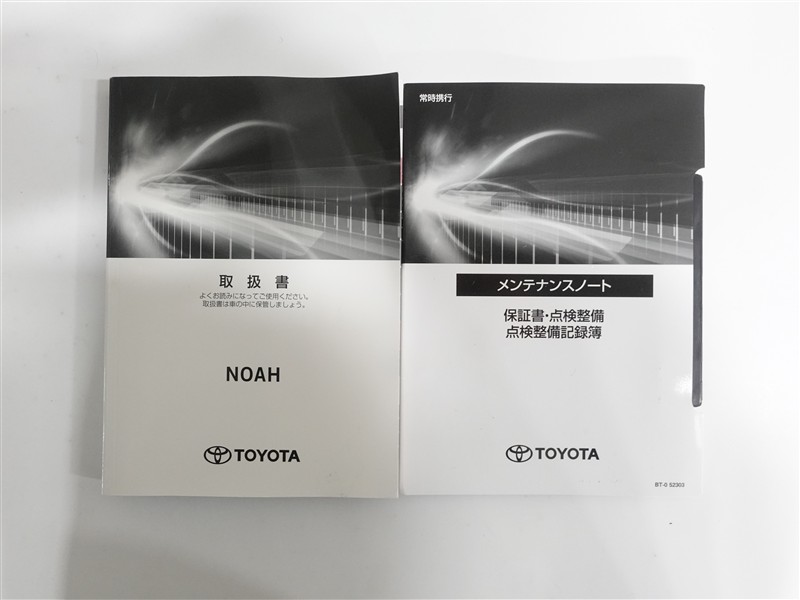 取扱書
よくお読みになってご使用ください。
取扱書は車の中に保管しましょう。
NOAH
TOYOTA
常時携行
メンテナンスノート
保証書・点検整備
点検整備記録簿
TOYOTA
BT-0 52303